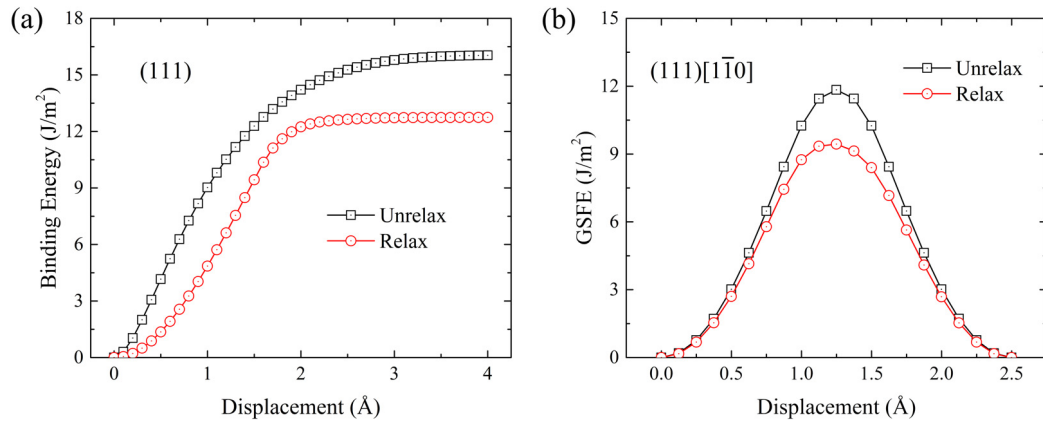 (a)
(111)
Binding Energy (J/m²)
18
15
12
9
6
3
0
Unrelax
Relax
0 1 2 3 4
Displacement (Å)
(b)
(111)[11̅0]
GSFE (J/m²)
15
12
9
6
3
0
Unrelax
Relax
0.0 0.5 1.0 1.5 2.0 2.5
Displacement (Å)